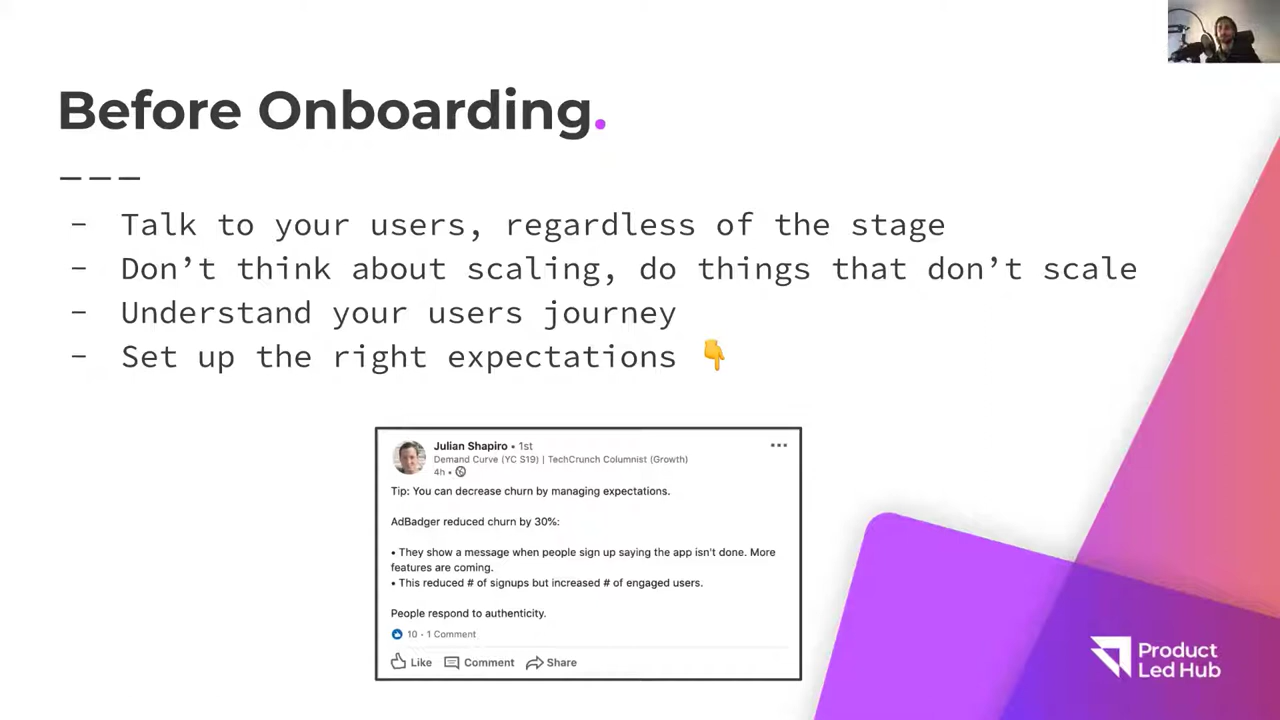 Before Onboarding.
———
- Talk to your users, regardless of the stage
- Don’t think about scaling, do things that don’t scale
- Understand your users journey
- Set up the right expectations 👇
Julian Shapiro • 1st
Demand Curve (YC S19) | TechCrunch Columnist (Growth)
4h •
Tip: You can decrease churn by managing expectations.
AdBadger reduced churn by 30%:
• They show a message when people sign up saying the app isn't done. More
features are coming.
• This reduced # of signups but increased # of engaged users.
People respond to authenticity.
10 · 1 Comment
Like Comment Share
Product
Led Hub